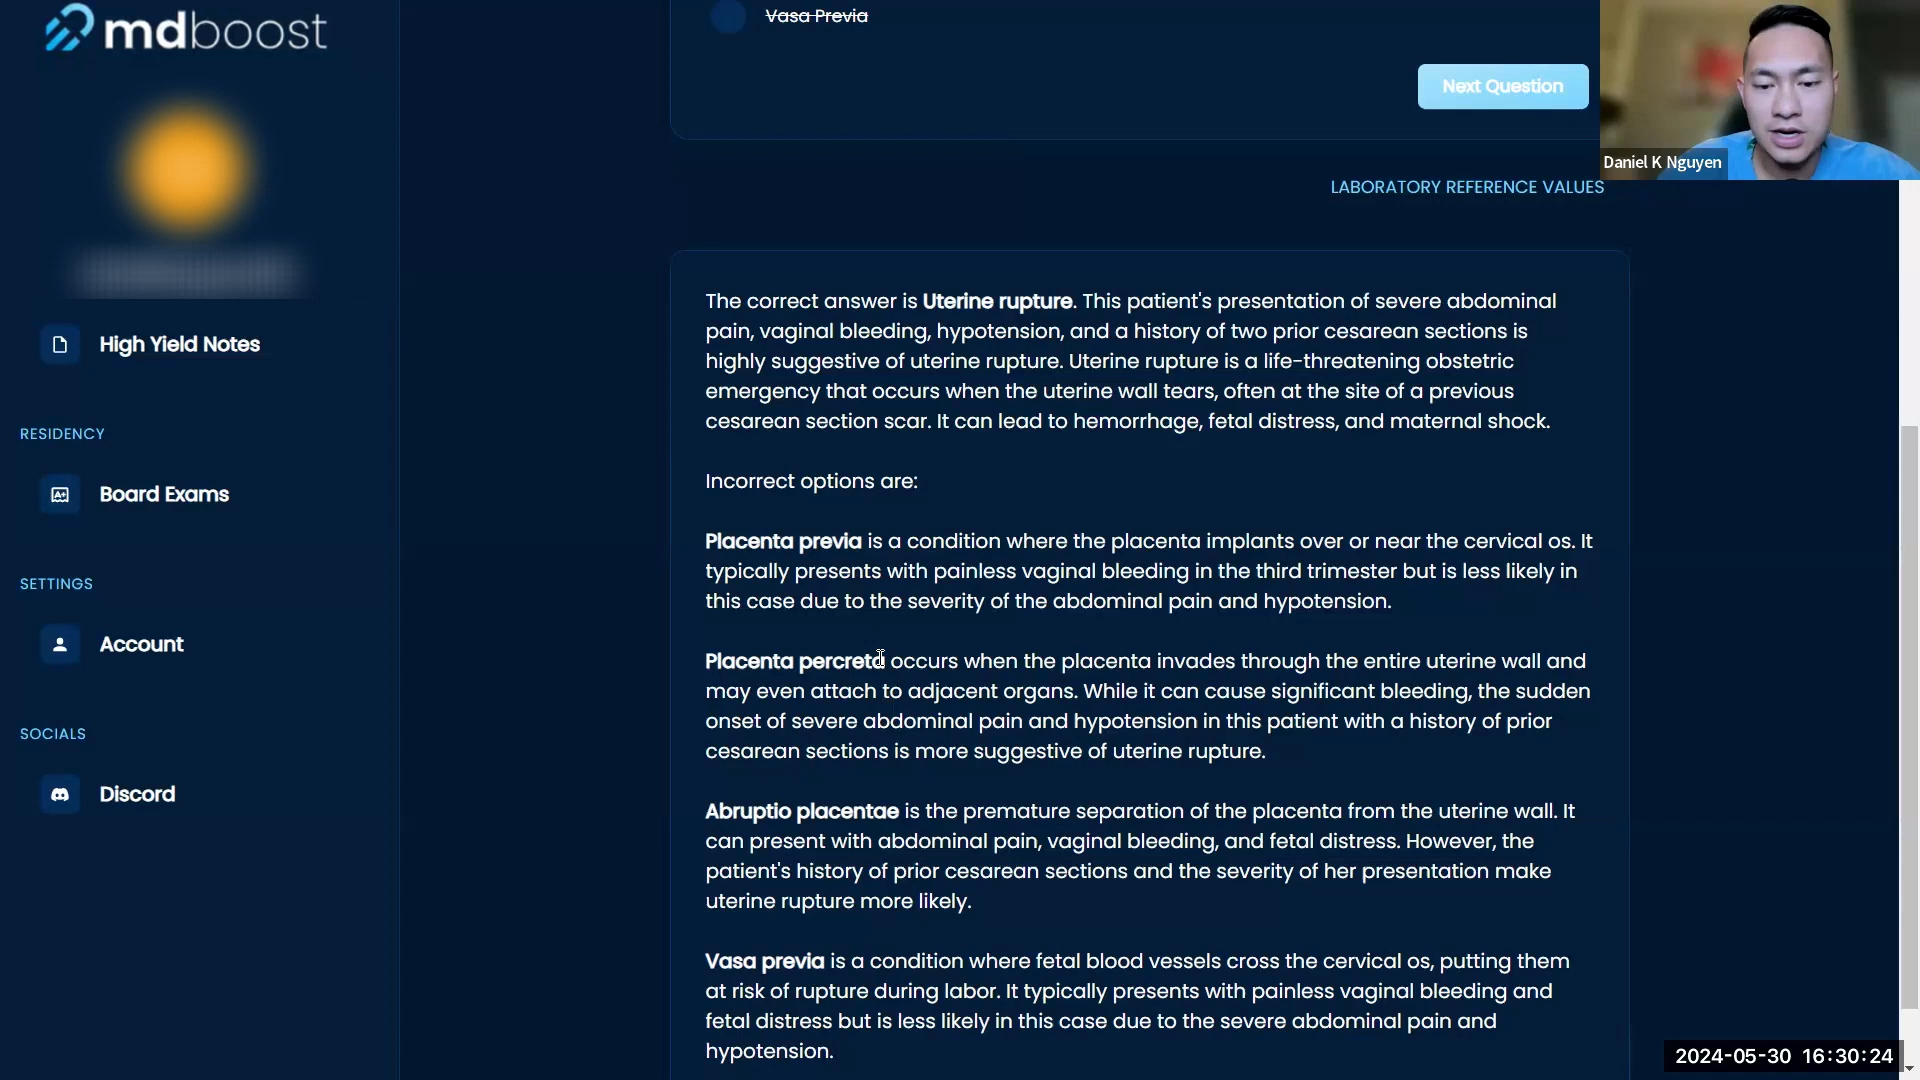 mdboost
Vasa Previa
Next Question
Daniel K Nguyen
LABORATORY REFERENCE VALUES
High Yield Notes
RESIDENCY
Board Exams
SETTINGS
Account
SOCIALS
Discord
The correct answer is Uterine rupture. This patient's presentation of severe abdominal
pain, vaginal bleeding, hypotension, and a history of two prior cesarean sections is
highly suggestive of uterine rupture. Uterine rupture is a life-threatening obstetric
emergency that occurs when the uterine wall tears, often at the site of a previous
cesarean section scar. It can lead to hemorrhage, fetal distress, and maternal shock.
Incorrect options are:
Placenta previa is a condition where the placenta implants over or near the cervical os. It
typically presents with painless vaginal bleeding in the third trimester but is less likely in
this case due to the severity of the abdominal pain and hypotension.
Placenta percreta occurs when the placenta invades through the entire uterine wall and
may even attach to adjacent organs. While it can cause significant bleeding, the sudden
onset of severe abdominal pain and hypotension in this patient with a history of prior
cesarean sections is more suggestive of uterine rupture.
Abruptio placentae is the premature separation of the placenta from the uterine wall. It
can present with abdominal pain, vaginal bleeding, and fetal distress. However, the
patient's history of prior cesarean sections and the severity of her presentation make
uterine rupture more likely.
Vasa previa is a condition where fetal blood vessels cross the cervical os, putting them
at risk of rupture during labor. It typically presents with painless vaginal bleeding and
fetal distress but is less likely in this case due to the severe abdominal pain and
hypotension.
2024-05-30 16:30:24